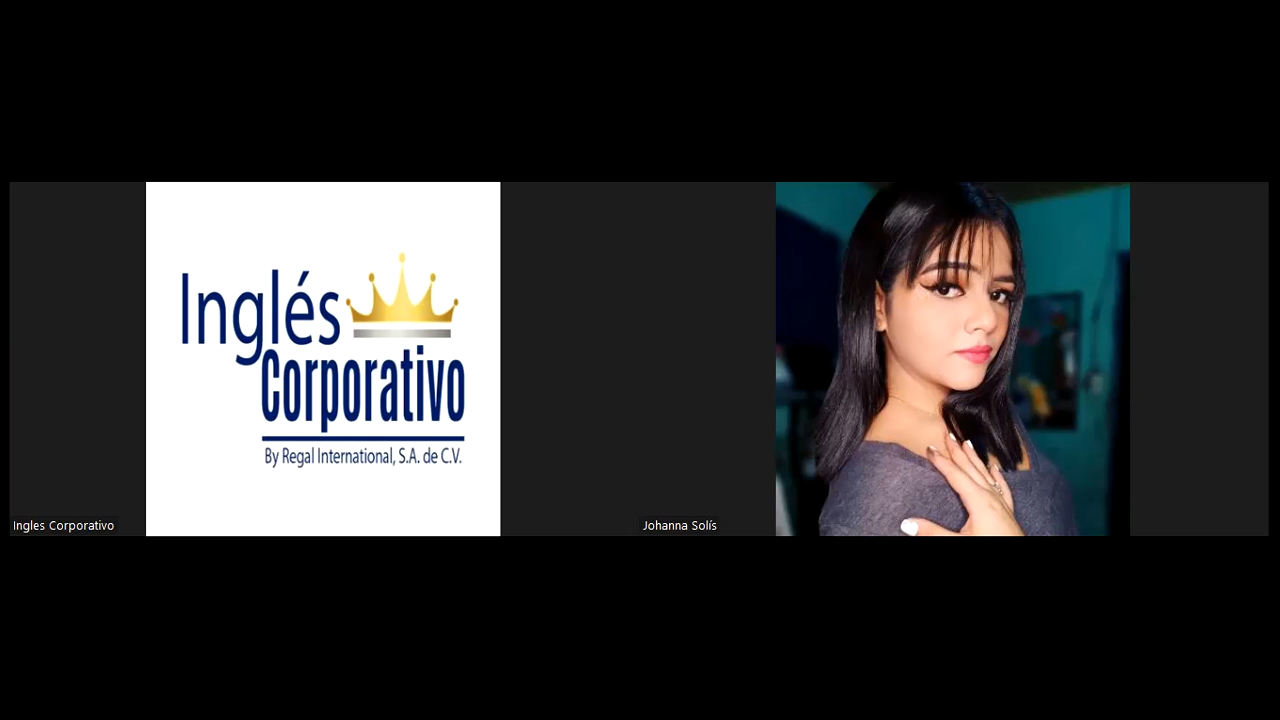 Inglés
Corporativo
By Regal International, S.A. de C.V.
Ingles Corporativo
Johanna Solís